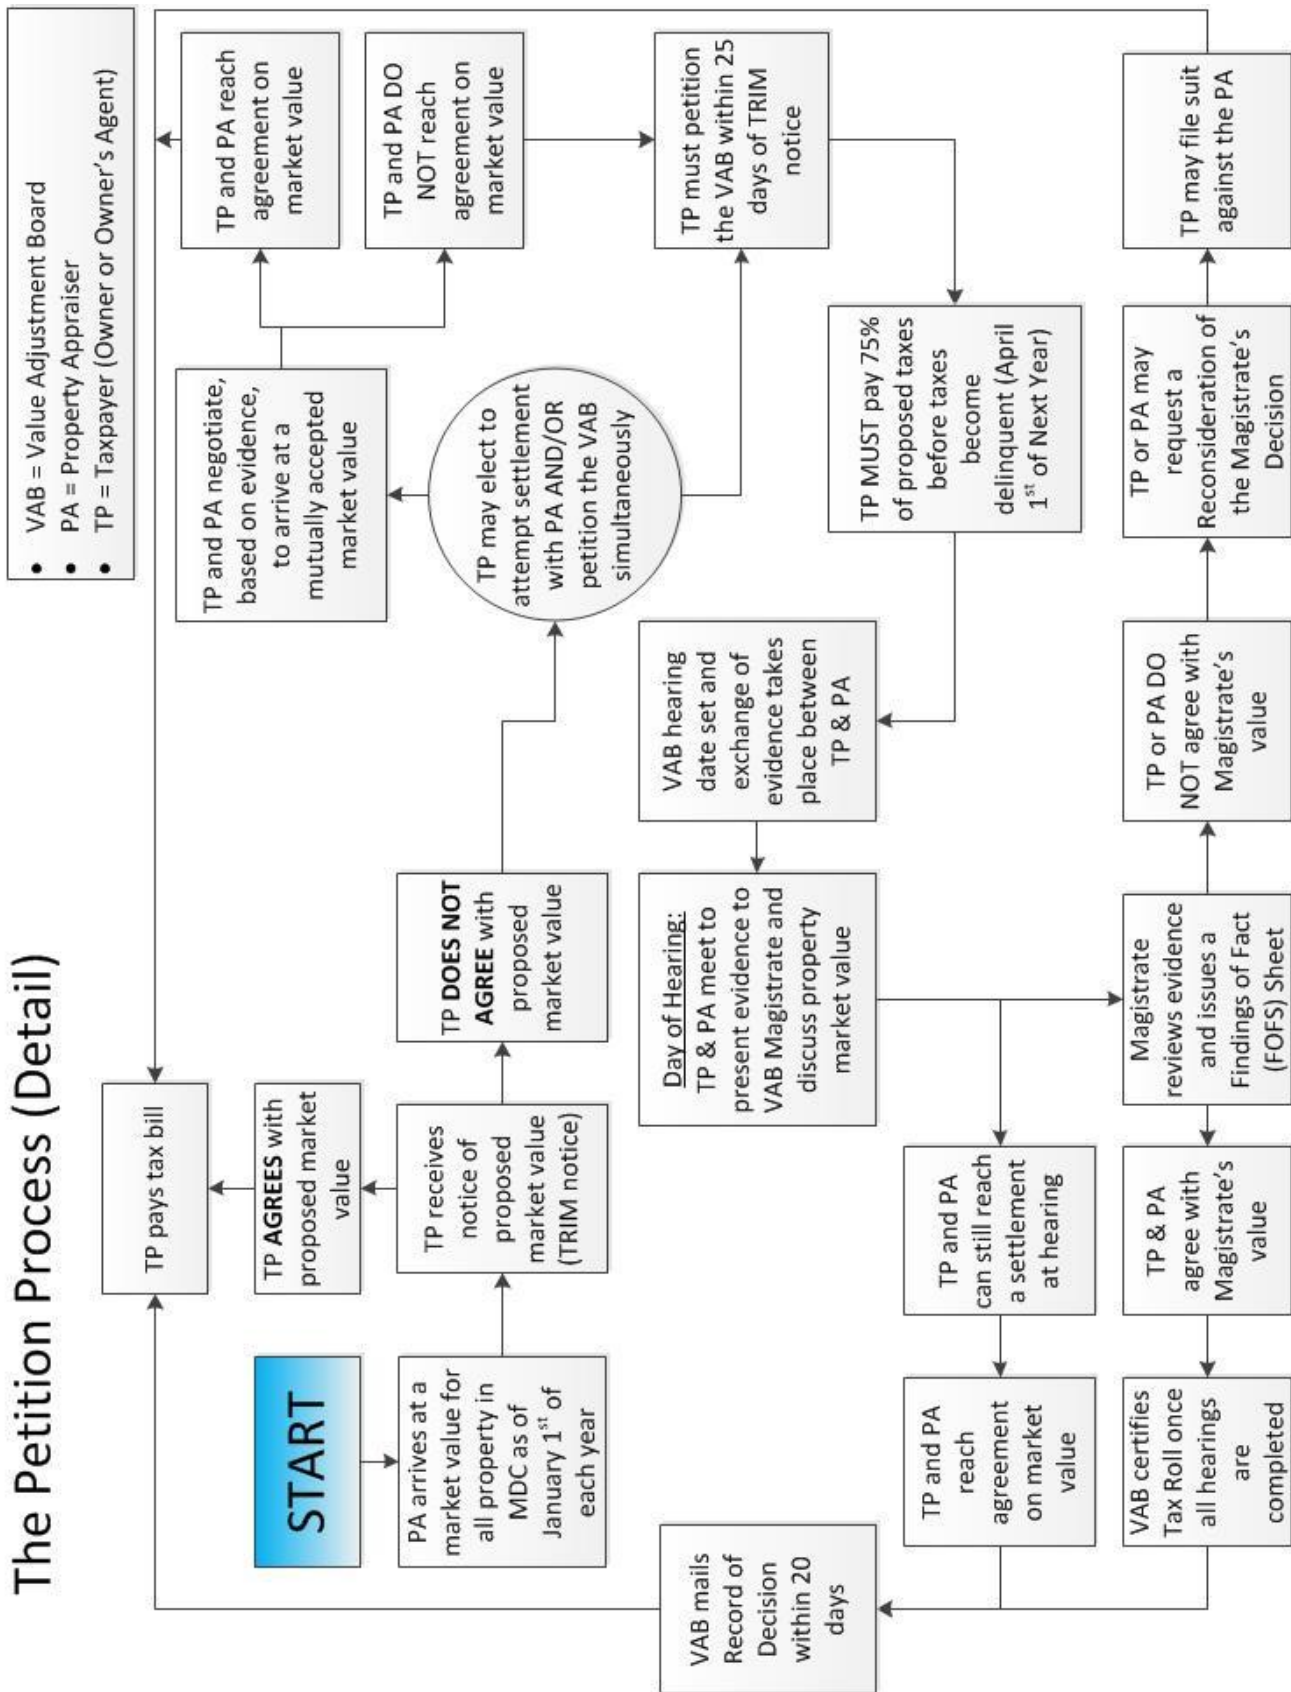 The Petition Process (Detail)
• VAB = Value Adjustment Board
• PA = Property Appraiser
• TP = Taxpayer (Owner or Owner's Agent)
TP pays tax bill
START
TP AGREES with
proposed market
value
TP and PA reach
agreement on
market value
PA arrives at a
market value for
all property in
MDC as of
January 1st of
each year
TP receives
notice of
proposed
market value
(TRIM notice)
TP DOES NOT
AGREE with
proposed
market value
TP and PA negotiate,
based on evidence,
to arrive at a
mutually accepted
market value
TP and PA DO
NOT reach
agreement on
market value
TP may elect to
attempt settlement
with PA AND/OR
petition the VAB
simultaneously
TP must petition
the VAB within 25
days of TRIM
notice
TP MUST pay 75%
of proposed taxes
before taxes
become
delinquent (April
1st of Next Year)
VAB hearing
date set and
exchange of
evidence takes
place between
TP & PA
Day of Hearing:
TP & PA meet to
present evidence to
VAB Magistrate and
discuss property
market value
VAB mails
Record of
Decision
within 20
days
TP and PA
reach
agreement
on market
value
TP and PA
can still reach
a settlement
at hearing
VAB certifies
Tax Roll once
all hearings
are
completed
TP & PA
agree with
Magistrate's
value
Magistrate
reviews evidence
and issues a
Findings of Fact
(FOFS) Sheet
TP or PA DO
NOT agree with
Magistrate's
value
TP or PA may
request a
Reconsideration of
the Magistrate's
Decision
TP may file suit
against the PA